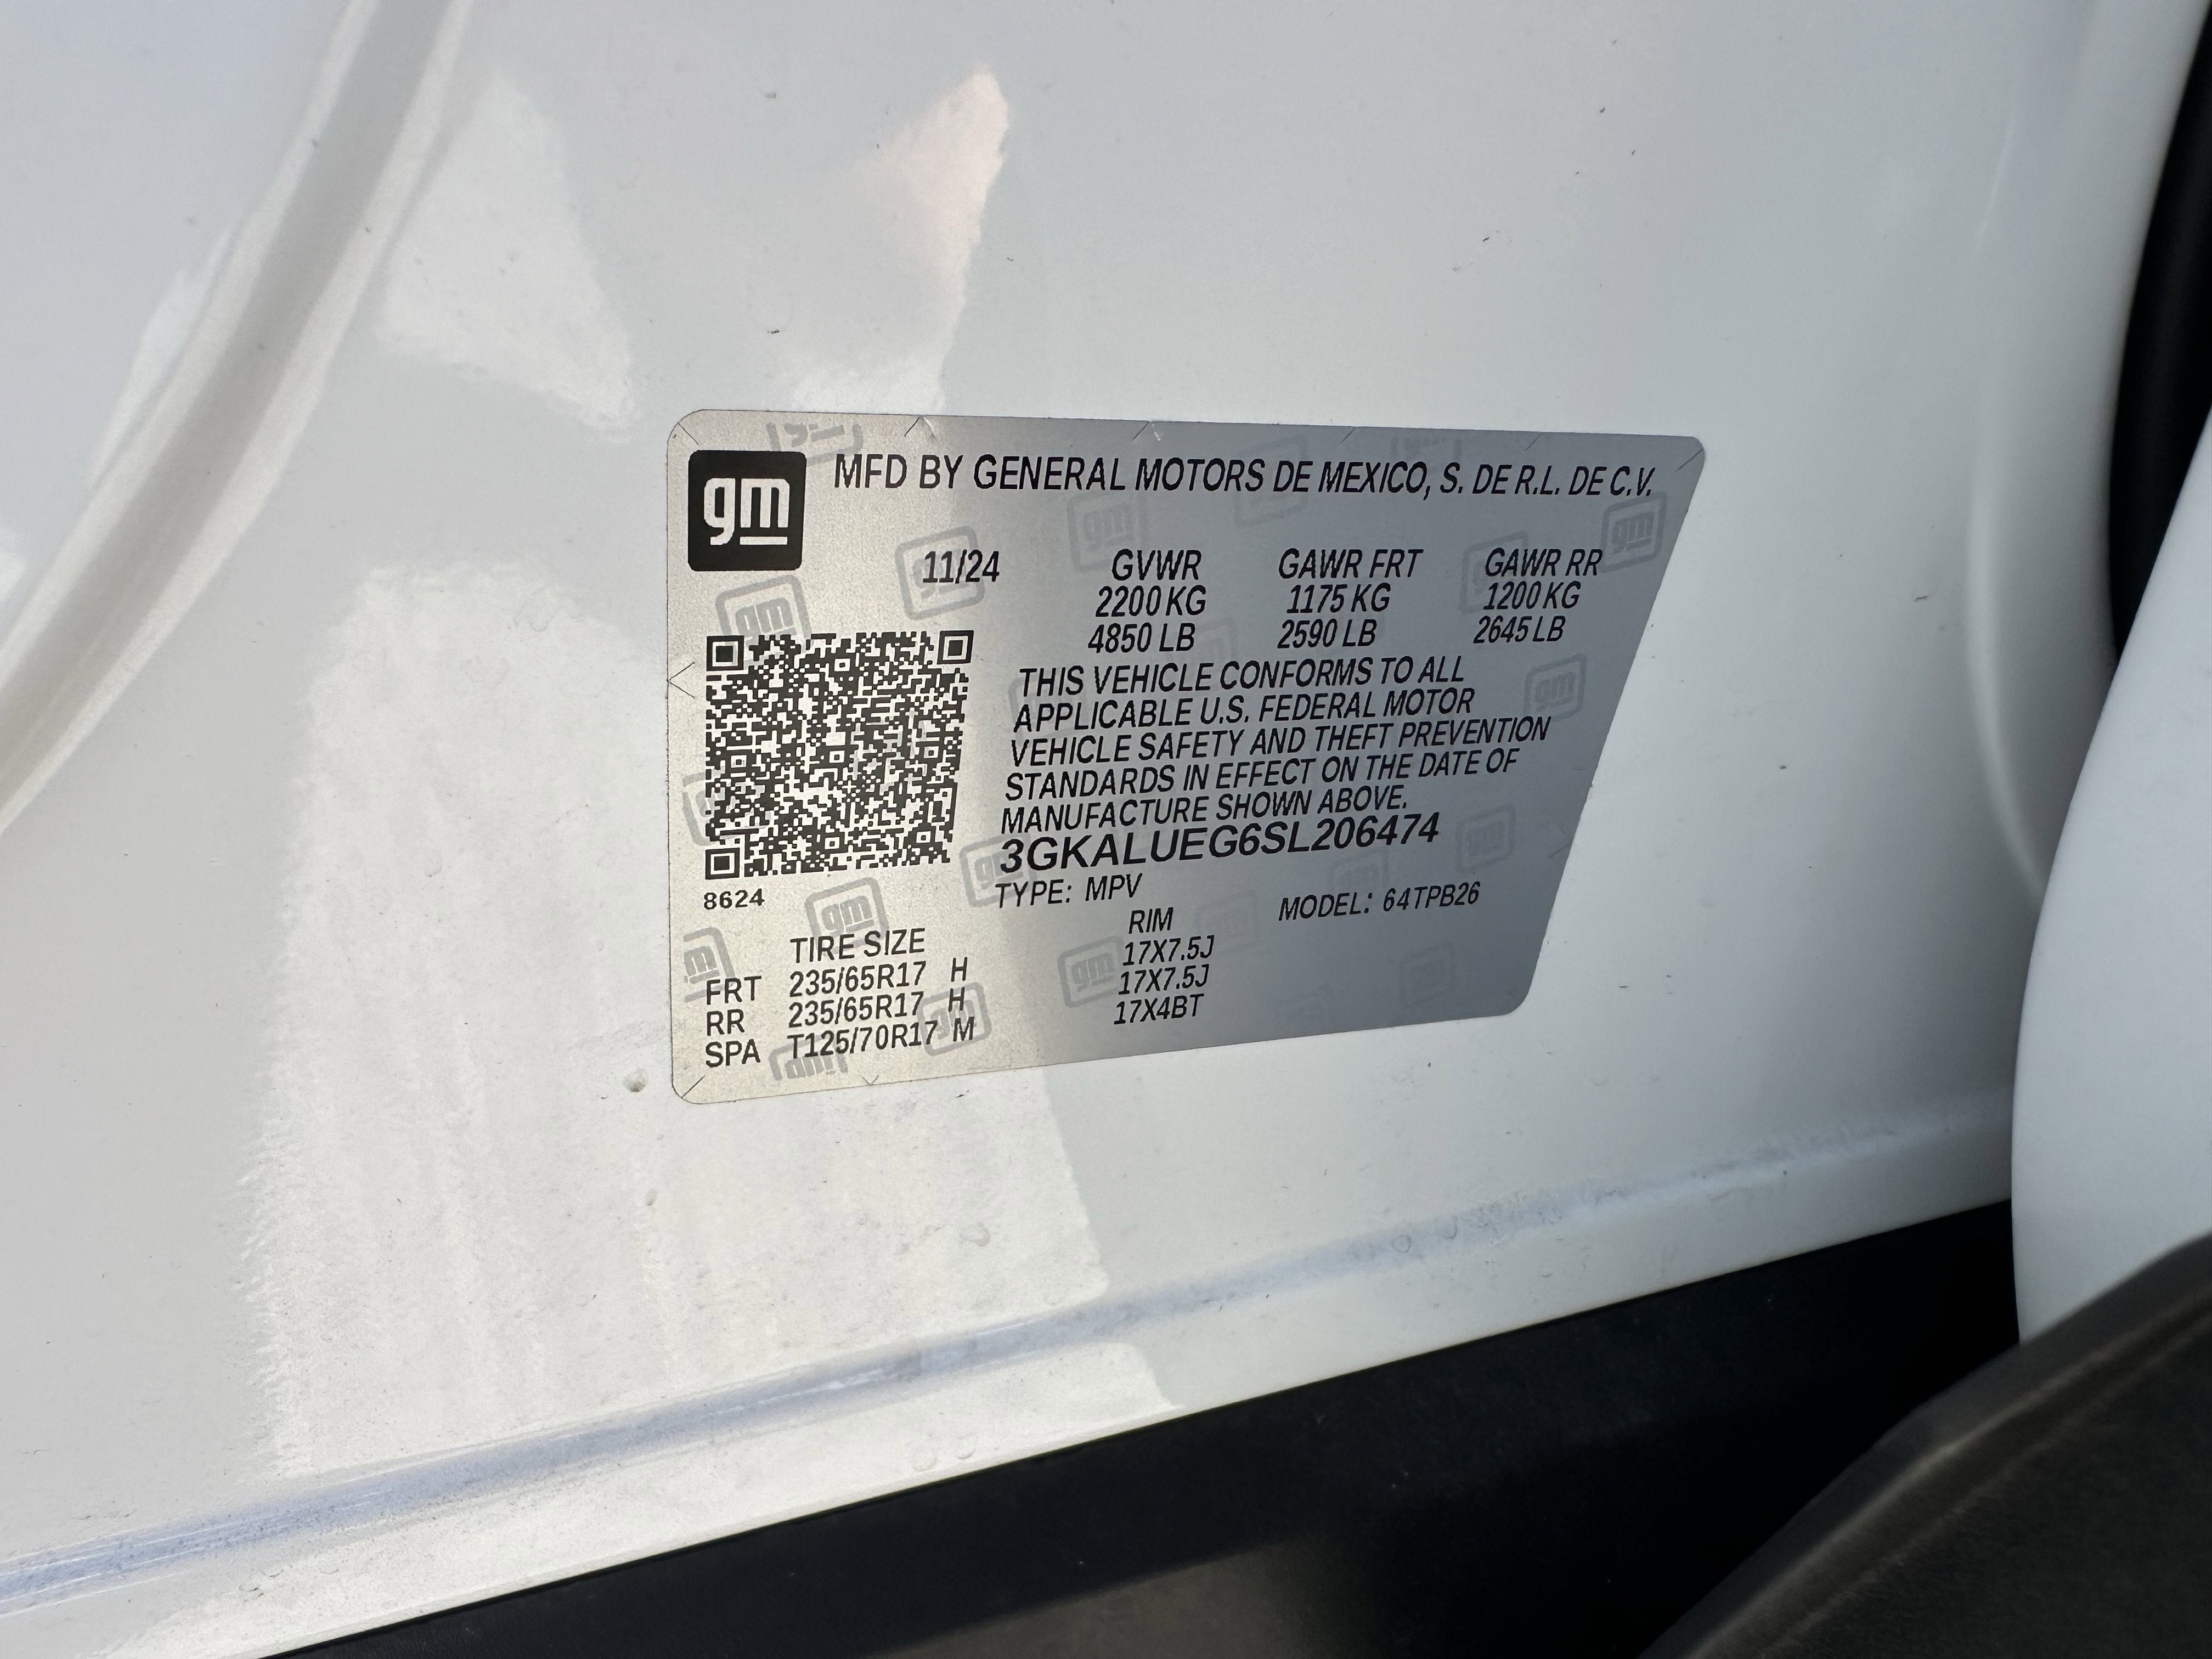 gm
MFD BY GENERAL MOTORS DE MEXICO, S. DE R.L. DE C.V.
11/24 GVWR GAWR FRT GAWR RR
2200 KG 1175 KG 1200 KG
4850 LB 2590 LB 2645 LB
THIS VEHICLE CONFORMS TO ALL
APPLICABLE U.S. FEDERAL MOTOR
VEHICLE SAFETY AND THEFT PREVENTION
STANDARDS IN EFFECT ON THE DATE OF
MANUFACTURE SHOWN ABOVE.
3GKALUEG6SL206474
8624
TYPE: MPV MODEL: 64TPB26
TIRE SIZE RIM
FRT 235/65R17 H 17X7.5J
RR 235/65R17 H 17X7.5J
SPA T125/70R17 M 17X4BT